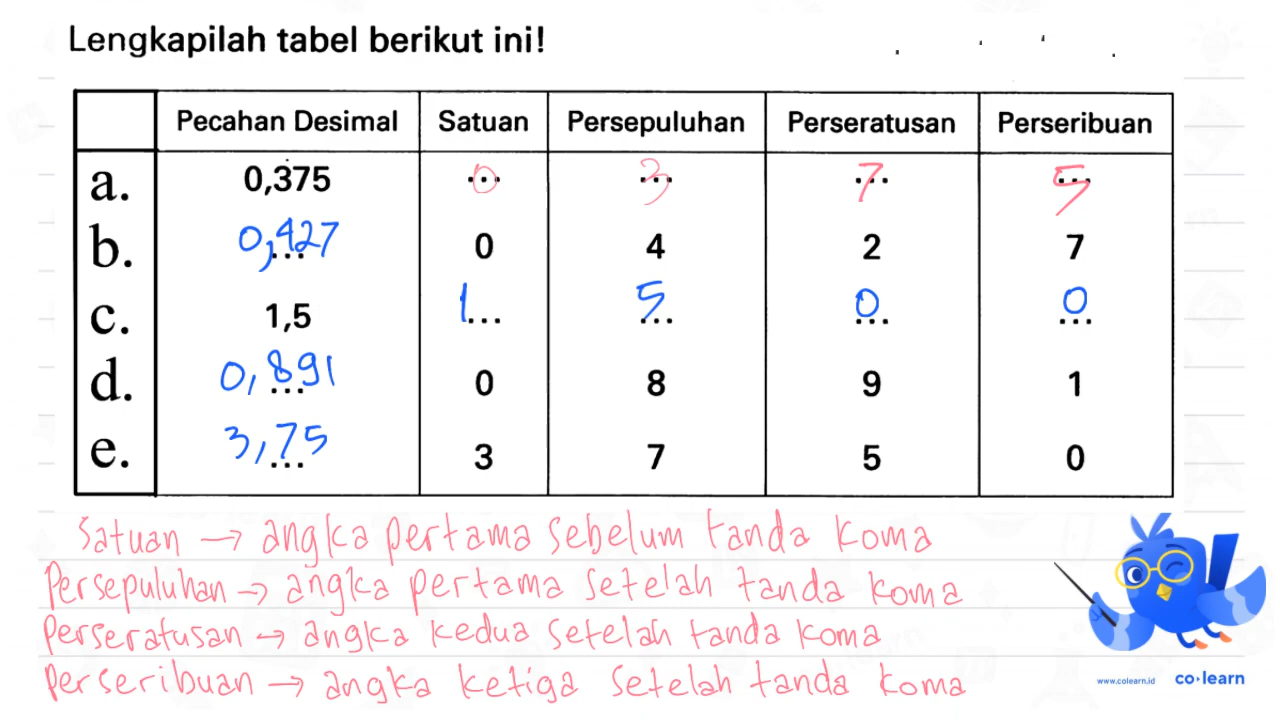 Lengkapilah tabel berikut ini!
Pecahan Desimal Satuan Persepuluhan Perseratusan Perseribuan
a. 0,375 ... 0 ... 3 ... 7 ... 5
b. 0,427 ... 0 4 2 7
c. 1,5 1 ... 5 ... 0 ... 0 ...
d. 0,891 ... 0 8 9 1
e. 3,75 ... 3 7 5 0
Satuan → angka pertama sebelum tanda koma
Persepuluhan → angka pertama setelah tanda koma
Perseratusan → angka kedua setelah tanda koma
Perseribuan → angka ketiga setelah tanda koma
www.colearn.id co·learn